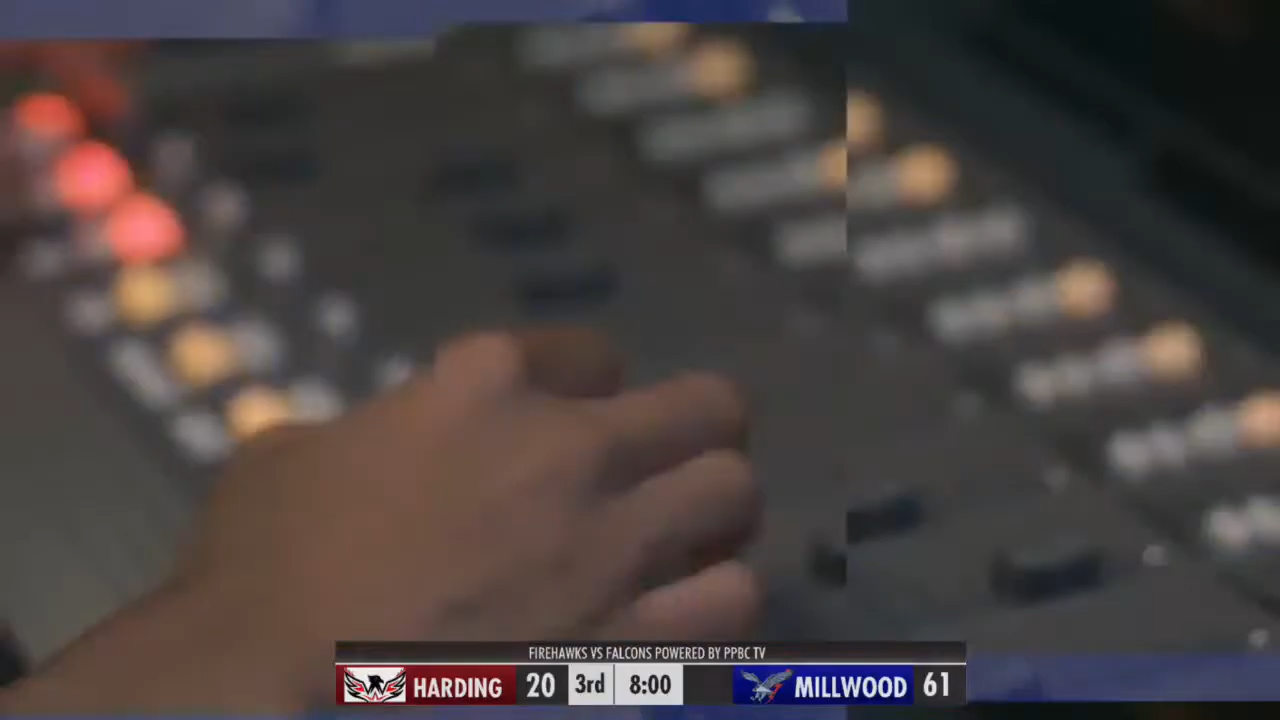 FIREHAWKS VS FALCONS POWERED BY PPBC TV
HARDING 20 3rd 8:00 MILLWOOD 61